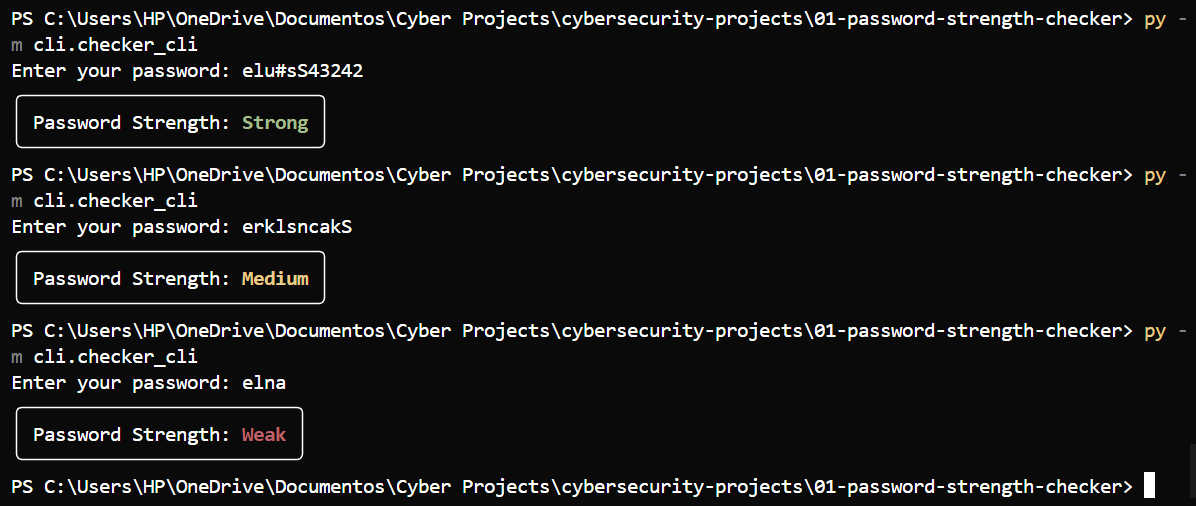 PS C:\Users\HP\OneDrive\Documentos\Cyber Projects\cybersecurity-projects\01-password-strength-checker> py -
m cli.checker_cli
Enter your password: elu#sS43242
Password Strength: Strong
PS C:\Users\HP\OneDrive\Documentos\Cyber Projects\cybersecurity-projects\01-password-strength-checker> py -
m cli.checker_cli
Enter your password: erklsncakS
Password Strength: Medium
PS C:\Users\HP\OneDrive\Documentos\Cyber Projects\cybersecurity-projects\01-password-strength-checker> py -
m cli.checker_cli
Enter your password: elna
Password Strength: Weak
PS C:\Users\HP\OneDrive\Documentos\Cyber Projects\cybersecurity-projects\01-password-strength-checker>